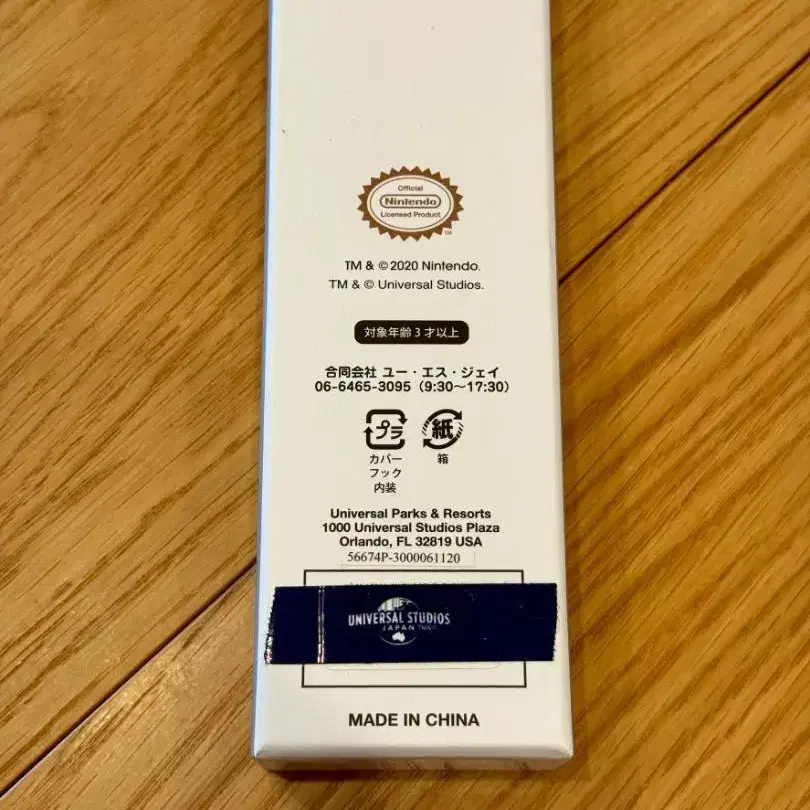 Official
Nintendo
Licensed Product
TM
TM & © 2020 Nintendo.
TM & © Universal Studios.
対象年齢3才以上
合同会社 ユー・エス・ジェイ
06-6465-3095（9:30～17:30）
プラ 紙
カバー 箱
フック
内装
Universal Parks & Resorts
1000 Universal Studios Plaza
Orlando, FL 32819 USA
56674P-3000061120
UNIVERSAL STUDIOS
JAPAN
MADE IN CHINA